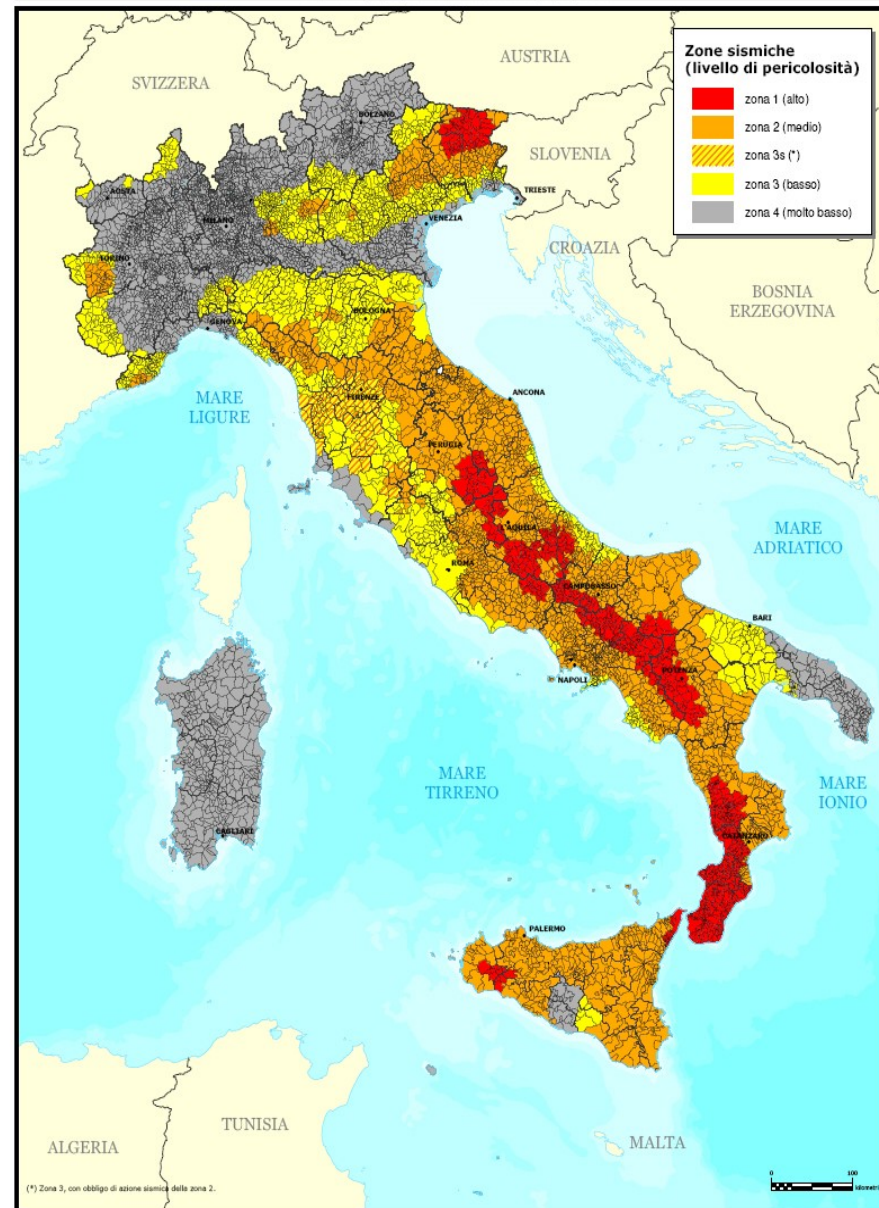 Zone sismiche
(livello di pericolosità)
zona 1 (alto)
zona 2 (medio)
zona 3s (*)
zona 3 (basso)
zona 4 (molto basso)
AUSTRIA
SVIZZERA
BOLZANO
SLOVENIA
AOSTA
TRIESTE
MILANO
VENEZIA
CROAZIA
TORINO
BOSNIA
ERZEGOVINA
BOLOGNA
GENOVA
MARE
LIGURE
FIRENZE
ANCONA
PERUGIA
L'AQUILA
MARE
ADRIATICO
ROMA
CAMPOBASSO
BARI
NAPOLI
POTENZA
MARE
TIRRENO
MARE
IONIO
CAGLIARI
CATANZARO
PALERMO
ALGERIA
TUNISIA
MALTA
0 100
kilometri
(*) Zona 3, con obbligo di azione sismica della zona 2.